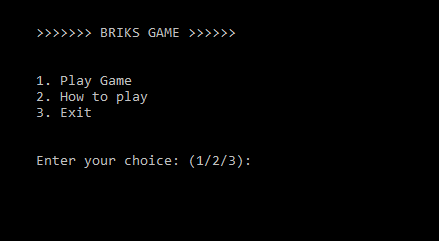 >>>>>>> BRIKS GAME >>>>>>
1. Play Game
2. How to play
3. Exit
Enter your choice: (1/2/3):